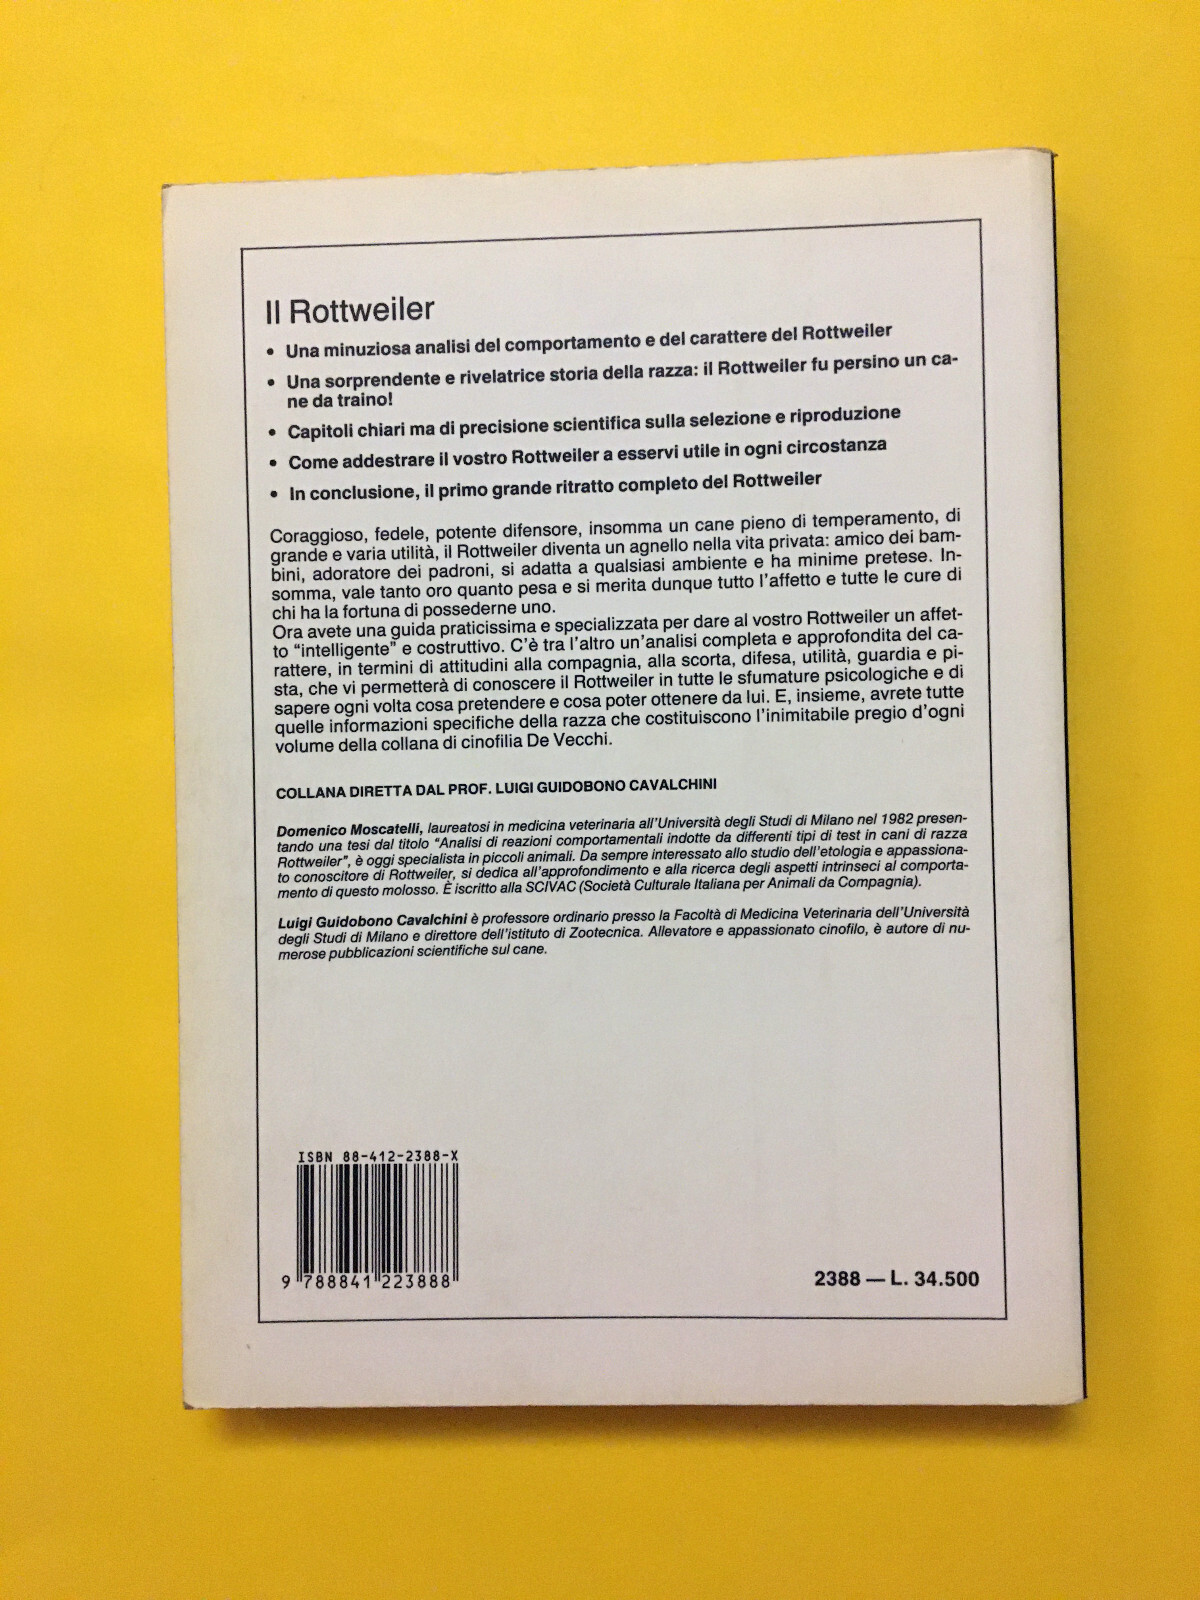 Il Rottweiler
• Una minuziosa analisi del comportamento e del carattere del Rottweiler
• Una sorprendente e rivelatrice storia della razza: il Rottweiler fu persino un ca-
ne da traino!
• Capitoli chiari ma di precisione scientifica sulla selezione e riproduzione
• Come addestrare il vostro Rottweiler a esservi utile in ogni circostanza
• In conclusione, il primo grande ritratto completo del Rottweiler
Coraggioso, fedele, potente difensore, insomma un cane pieno di temperamento, di
grande e varia utilità, il Rottweiler diventa un agnello nella vita privata: amico dei bam-
bini, adoratore dei padroni, si adatta a qualsiasi ambiente e ha minime pretese. In-
somma, vale tanto oro quanto pesa e si merita dunque tutto l'affetto e tutte le cure di
chi ha la fortuna di possederne uno.
Ora avete una guida praticissima e specializzata per dare al vostro Rottweiler un affet-
to "intelligente" e costruttivo. C'è tra l'altro un'analisi completa e approfondita del ca-
rattere, in termini di attitudini alla compagnia, alla scorta, difesa, utilità, guardia e pi-
sta, che vi permetterà di conoscere il Rottweiler in tutte le sfumature psicologiche e di
sapere ogni volta cosa pretendere e cosa poter ottenere da lui. E, insieme, avrete tutte
quelle informazioni specifiche della razza che costituiscono l'inimitabile pregio d'ogni
volume della collana di cinofilia De Vecchi.
COLLANA DIRETTA DAL PROF. LUIGI GUIDOBONO CAVALCHINI
Domenico Moscatelli, laureatosi in medicina veterinaria all'Università degli Studi di Milano nel 1982 presen-
tando una tesi dal titolo "Analisi di reazioni comportamentali indotte da differenti tipi di test in cani di razza
Rottweiler", è oggi specialista in piccoli animali. Da sempre interessato allo studio dell'etologia e appassiona-
to conoscitore di Rottweiler, si dedica all'approfondimento e alla ricerca degli aspetti intrinseci al comporta-
mento di questo molosso. È iscritto alla SCIVAC (Società Culturale Italiana per Animali da Compagnia).
Luigi Guidobono Cavalchini è professore ordinario presso la Facoltà di Medicina Veterinaria dell'Università
degli Studi di Milano e direttore dell'istituto di Zootecnica. Allevatore e appassionato cinofilo, è autore di nu-
merose pubblicazioni scientifiche sul cane.
ISBN 88-412-2388-X
9 788841 223888
2388 — L. 34.500